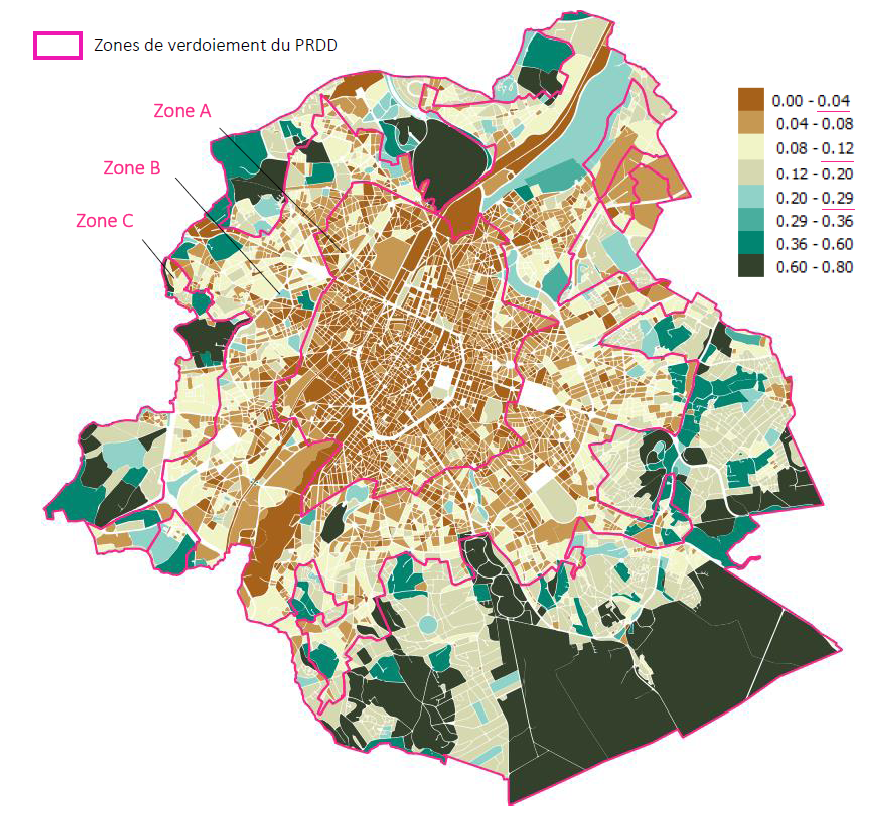 Zones de verdoiement du PRDD
Zone A
Zone B
Zone C
0.00 - 0.04
0.04 - 0.08
0.08 - 0.12
0.12 - 0.20
0.20 - 0.29
0.29 - 0.36
0.36 - 0.60
0.60 - 0.80